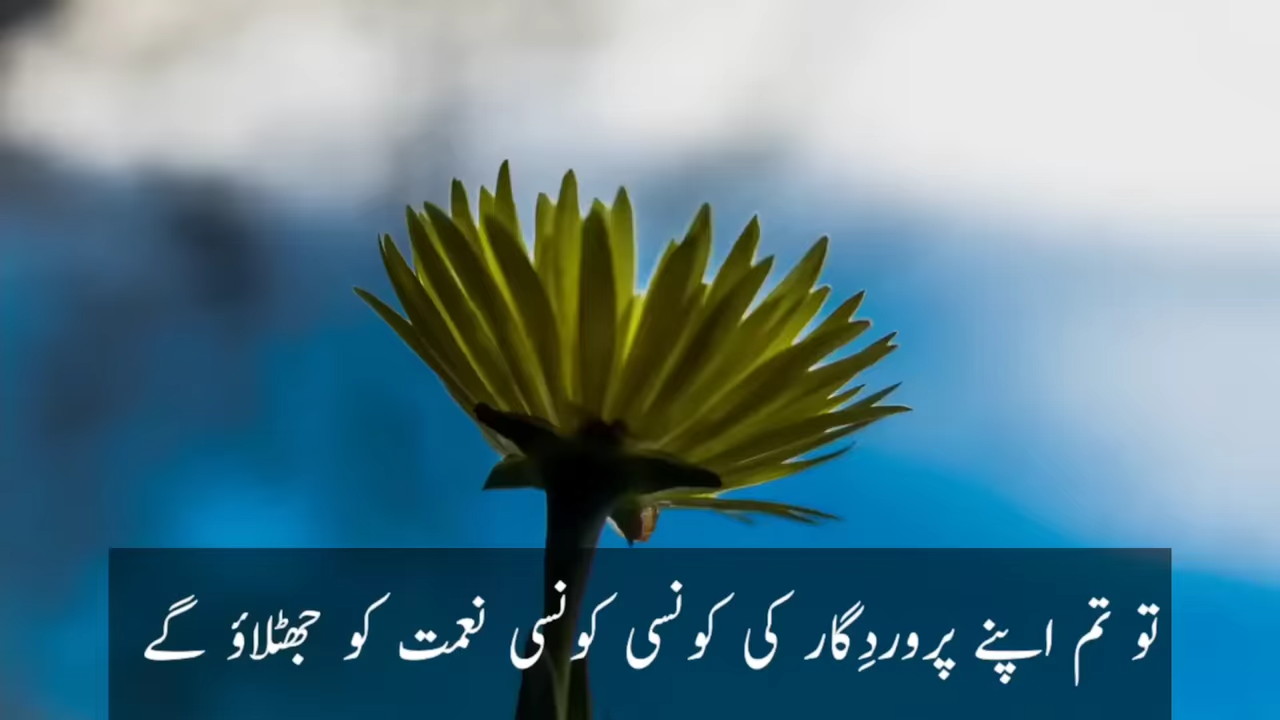 تو تم اپنے پروردِگار کی کونسی کونسی نعمت کو جھٹلاؤ گے